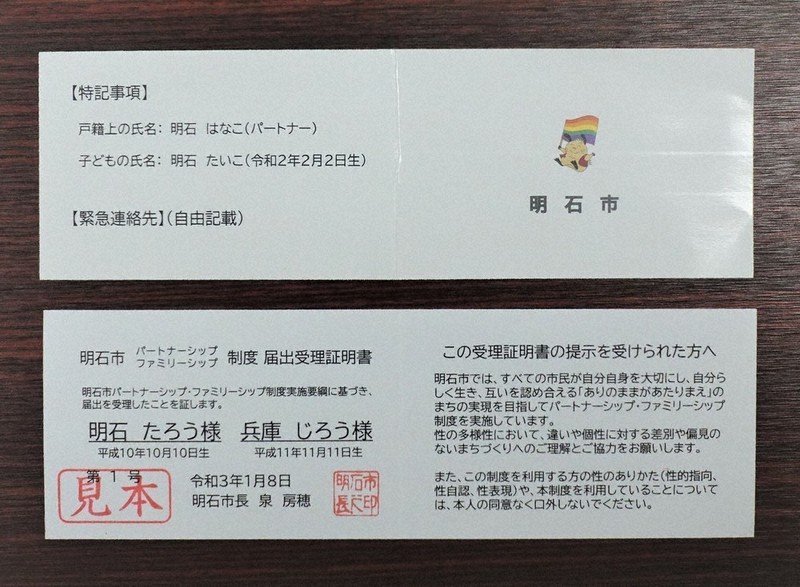 【特記事項】
戸籍上の氏名: 明石 はなこ(パートナー)
子どもの氏名: 明石 たいこ(令和2年2月2日生)
【緊急連絡先】(自由記載)
明石市
明石市 パートナーシップ ファミリーシップ 制度 届出受理証明書
明石市パートナーシップ・ファミリーシップ制度実施要綱に基づき、
届出を受理したことを証します。
明石 たろう様 兵庫 じろう様
平成10年10月10日生 平成11年11月11日生
第1号
見本
令和3年1月8日
明石市長 泉 房穂
明石市
長之印
この受理証明書の提示を受けられた方へ
明石市では、すべての市民が自分自身を大切にし、自分ら
しく生き、互いを認め合える「ありのままがあたりまえ」の
まちの実現を目指してパートナーシップ・ファミリーシップ
制度を実施しています。
性の多様性において、違いや個性に対する差別や偏見の
ないまちづくりへのご理解とご協力をお願いします。
また、この制度を利用する方の性のありかた(性的指向、
性自認、性表現)や、本制度を利用していることについて
は、本人の同意なく口外しないでください。